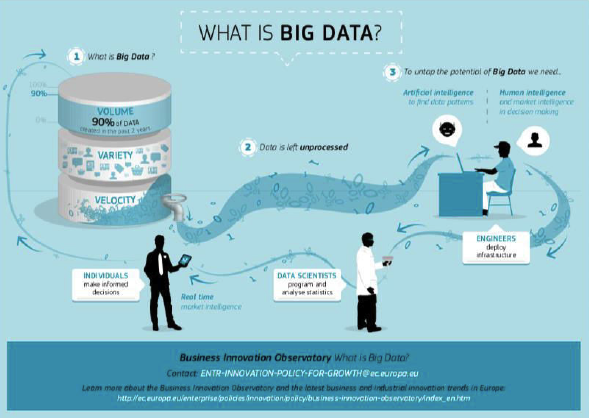 WHAT IS BIG DATA?
1 What is Big Data?
100%
90%
0%
VOLUME
90% of DATA
created in the past 2 years
VARIETY
VELOCITY
2 Data is left unprocessed
3 To untap the potential of Big Data we need...
Artificial intelligence
to find data patterns
Human intelligence
and market intelligence
in decision making
ENGINEERS
deploy
infrastructure
DATA SCIENTISTS
program and
analyse statistics
Real time
market intelligence
INDIVIDUALS
make informed
decisions
Business Innovation Observatory What is Big Data?
Contact: ENTR-INNOVATION-POLICY-FOR-GROWTH@ec.europa.eu
Learn more about the Business Innovation Observatory and the latest business and industrial innovation trends in Europe:
http://ec.europa.eu/enterprise/policies/innovation/policy/business-innovation-observatory/index_en.htm